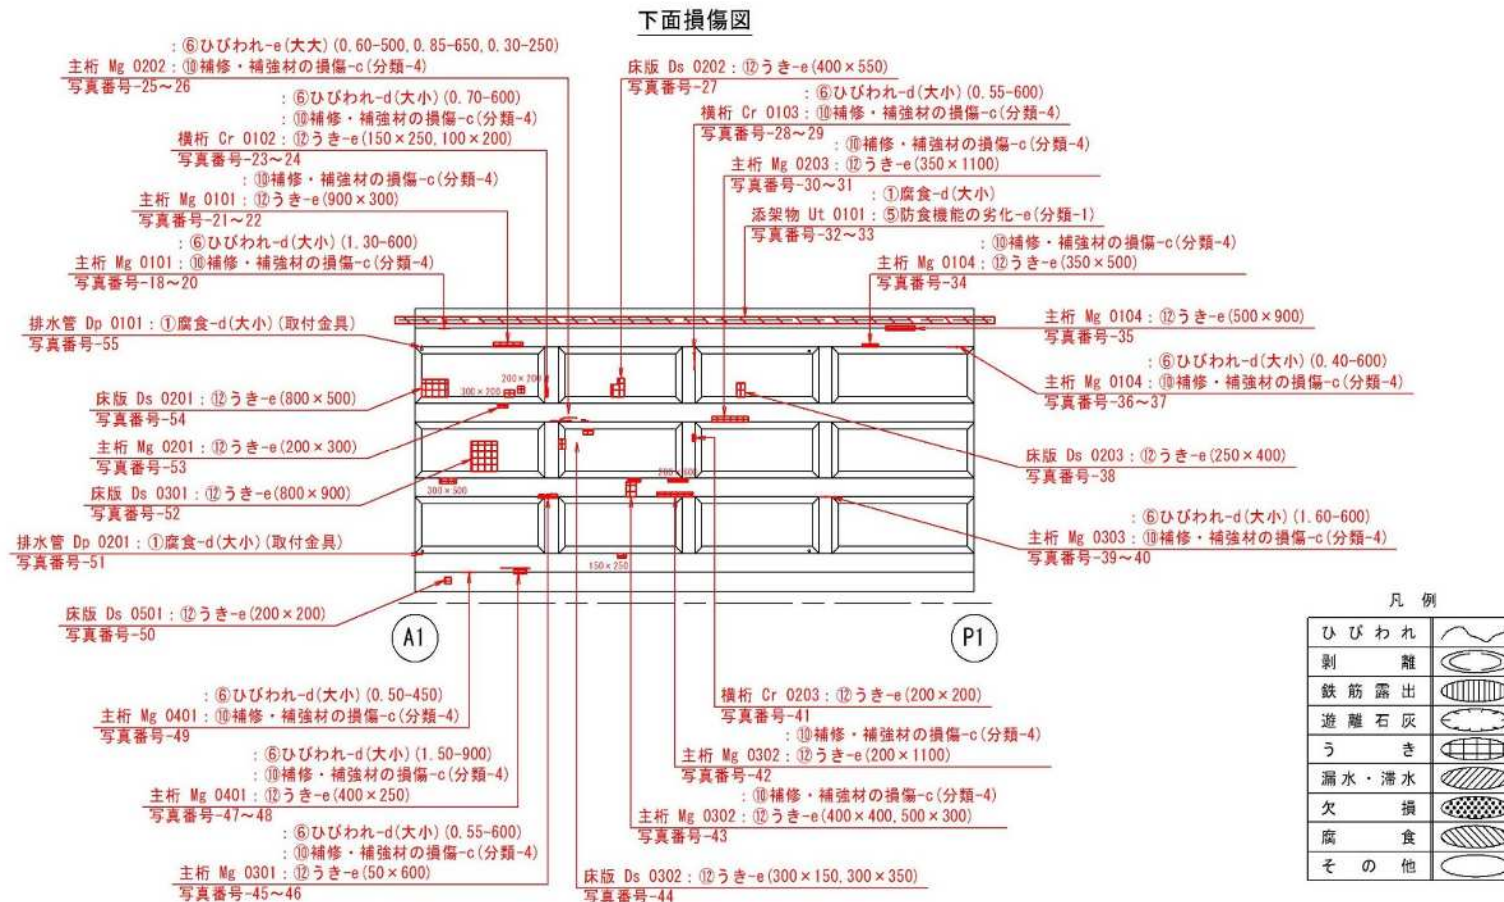 下面損傷図
：⑥ひびわれ-e(大大)(0.60-500, 0.85-650, 0.30-250)
主桁 Mg 0202：⑩補修・補強材の損傷-c(分類-4)
写真番号-25～26
：⑥ひびわれ-d(大小)(0.70-600)
：⑩補修・補強材の損傷-c(分類-4)
横桁 Cr 0102：⑫うき-e(150×250, 100×200)
写真番号-23～24
：⑩補修・補強材の損傷-c(分類-4)
主桁 Mg 0101：⑫うき-e(900×300)
写真番号-21～22
：⑥ひびわれ-d(大小)(1.30-600)
主桁 Mg 0101：⑩補修・補強材の損傷-c(分類-4)
写真番号-18～20
床版 Ds 0202：⑫うき-e(400×550)
写真番号-27
：⑥ひびわれ-d(大小)(0.55-600)
横桁 Cr 0103：⑩補修・補強材の損傷-c(分類-4)
写真番号-28～29
：⑩補修・補強材の損傷-c(分類-4)
主桁 Mg 0203：⑫うき-e(350×1100)
写真番号-30～31
：①腐食-d(大小)
添架物 Ut 0101：⑤防食機能の劣化-e(分類-1)
写真番号-32～33
：⑩補修・補強材の損傷-c(分類-4)
主桁 Mg 0104：⑫うき-e(350×500)
写真番号-34
排水管 Dp 0101：①腐食-d(大小)(取付金具)
写真番号-55
主桁 Mg 0104：⑫うき-e(500×900)
写真番号-35
：⑥ひびわれ-d(大小)(0.40-600)
主桁 Mg 0104：⑩補修・補強材の損傷-c(分類-4)
写真番号-36～37
200×200
300×200
床版 Ds 0201：⑫うき-e(800×500)
写真番号-54
主桁 Mg 0201：⑫うき-e(200×300)
写真番号-53
床版 Ds 0203：⑫うき-e(250×400)
写真番号-38
床版 Ds 0301：⑫うき-e(800×900)
写真番号-52
300×500
：⑥ひびわれ-d(大小)(1.60-600)
主桁 Mg 0303：⑩補修・補強材の損傷-c(分類-4)
写真番号-39～40
排水管 Dp 0201：①腐食-d(大小)(取付金具)
写真番号-51
150×250
床版 Ds 0501：⑫うき-e(200×200)
写真番号-50
A1
P1
：⑥ひびわれ-d(大小)(0.50-450)
主桁 Mg 0401：⑩補修・補強材の損傷-c(分類-4)
写真番号-49
：⑥ひびわれ-d(大小)(1.50-900)
：⑩補修・補強材の損傷-c(分類-4)
主桁 Mg 0401：⑫うき-e(400×250)
写真番号-47～48
：⑥ひびわれ-d(大小)(0.55-600)
：⑩補修・補強材の損傷-c(分類-4)
主桁 Mg 0301：⑫うき-e(50×600)
写真番号-45～46
横桁 Cr 0203：⑫うき-e(200×200)
写真番号-41
：⑩補修・補強材の損傷-c(分類-4)
主桁 Mg 0302：⑫うき-e(200×1100)
写真番号-42
：⑩補修・補強材の損傷-c(分類-4)
主桁 Mg 0302：⑫うき-e(400×400, 500×300)
写真番号-43
床版 Ds 0302：⑫うき-e(300×150, 300×350)
写真番号-44
凡 例
ひびわれ
剥離
鉄筋露出
遊離石灰
うき
漏水・滞水
欠損
腐食
その他